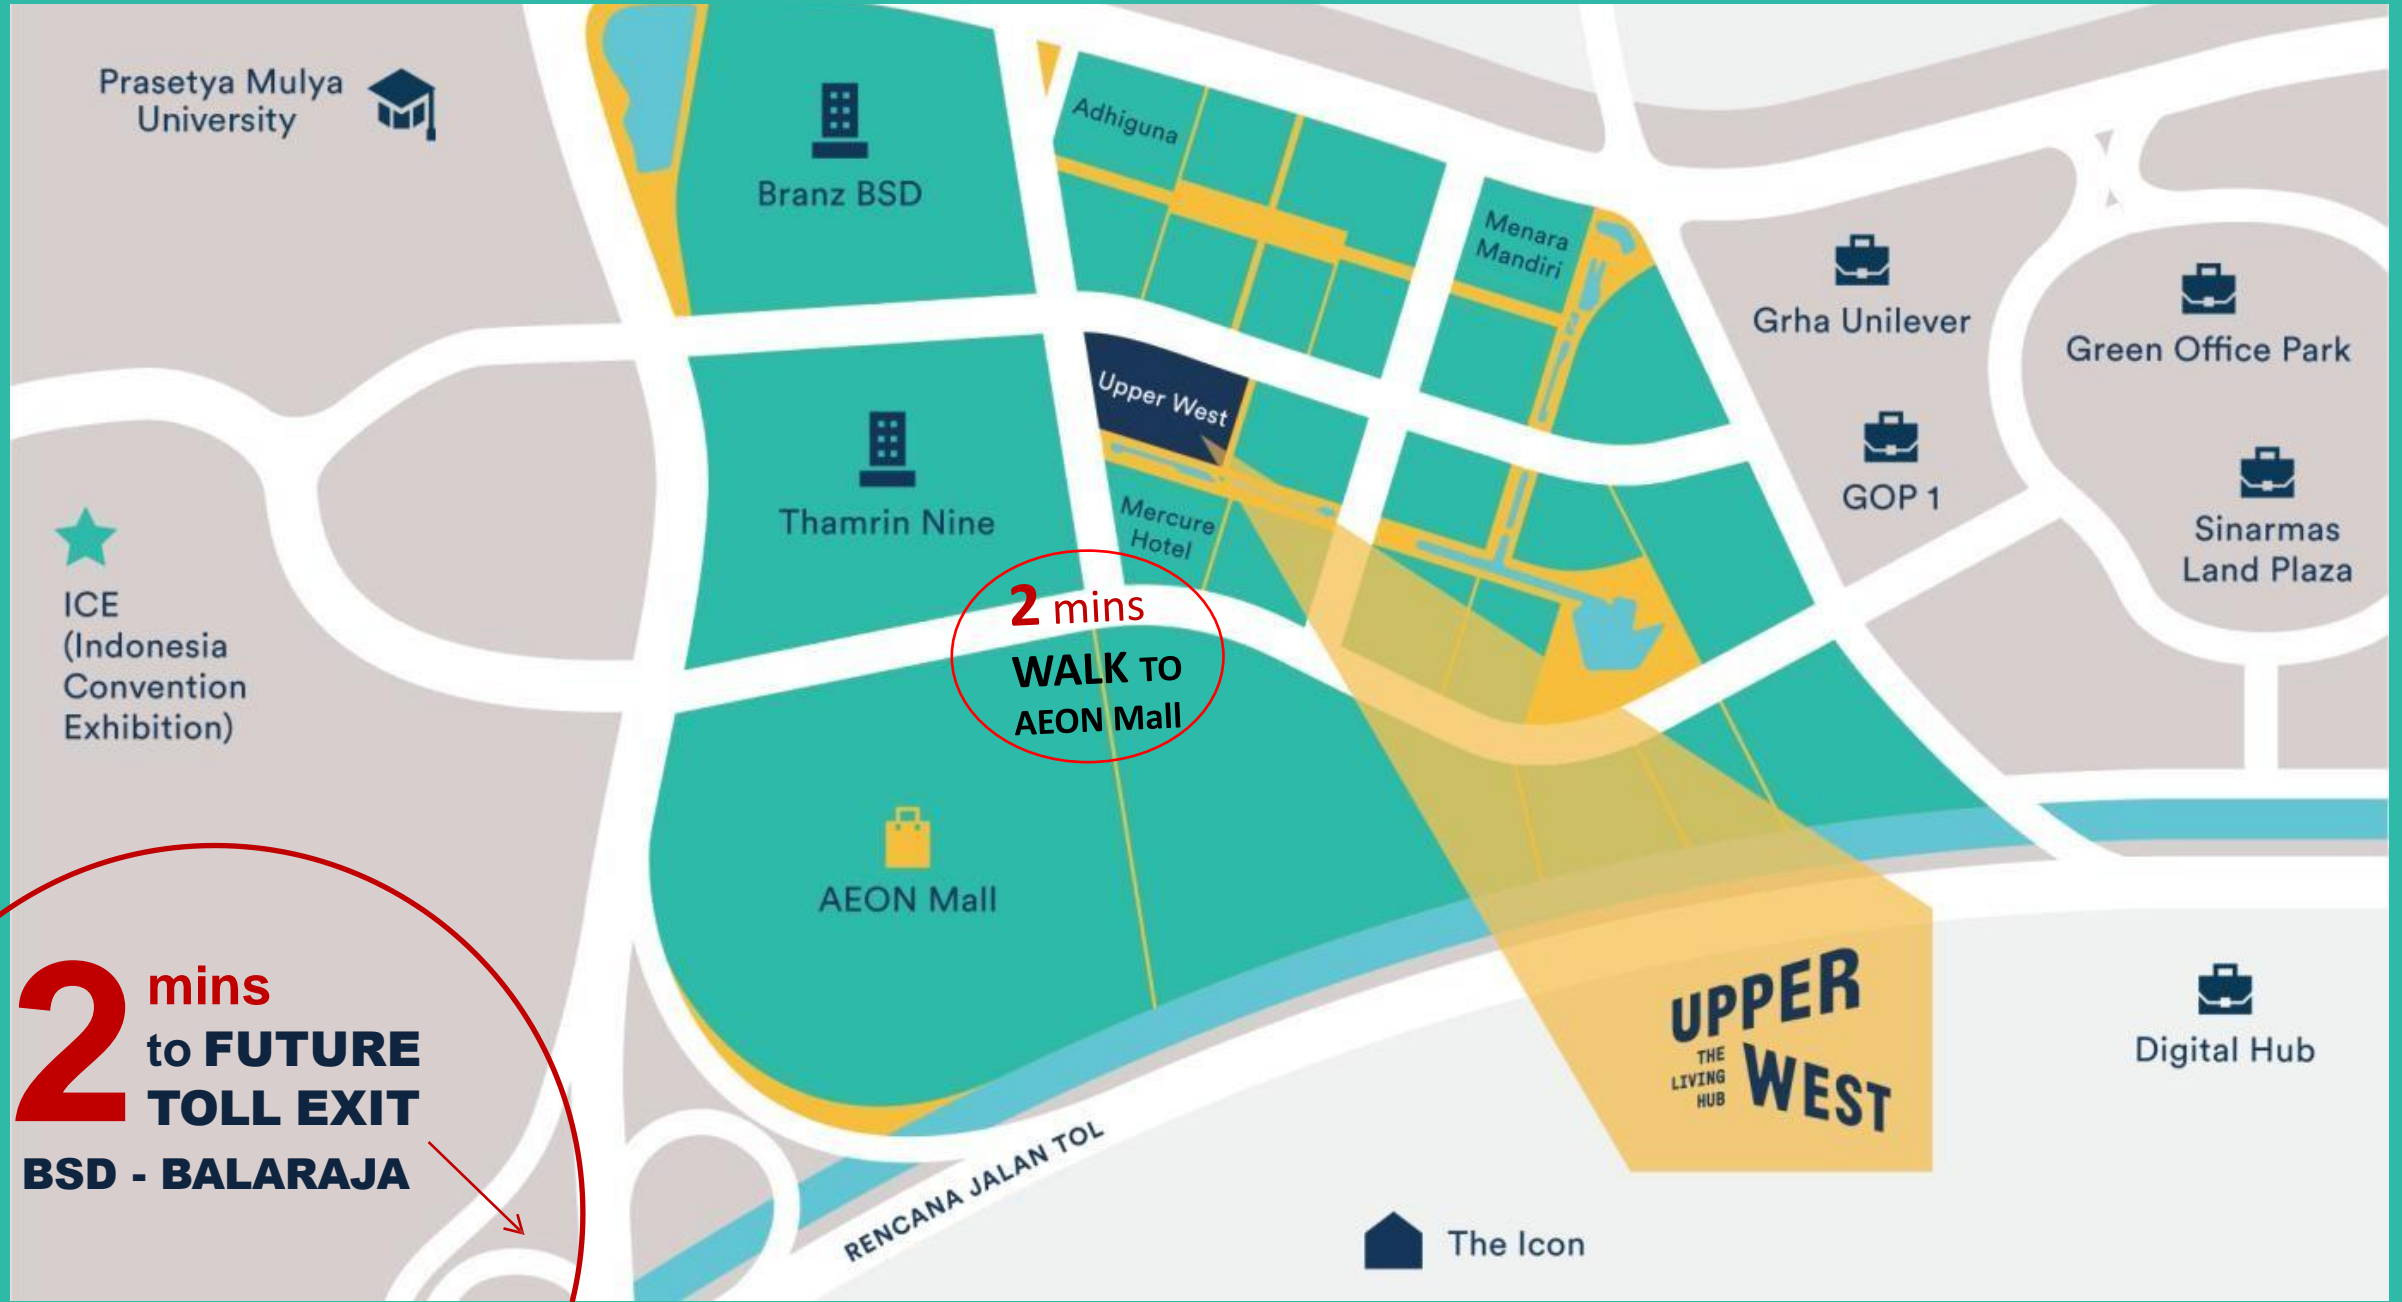 Prasetya Mulya
University
Branz BSD
Adhiguna
Menara
Mandiri
Grha Unilever
Green Office Park
Upper West
GOP 1
Thamrin Nine
Mercure
Hotel
Sinarmas
Land Plaza
ICE
(Indonesia
Convention
Exhibition)
2 mins
WALK TO
AEON Mall
AEON Mall
2 mins
to FUTURE
TOLL EXIT
BSD - BALARAJA
RENCANA JALAN TOL
UPPER
THE
LIVING
HUB
WEST
Digital Hub
The Icon